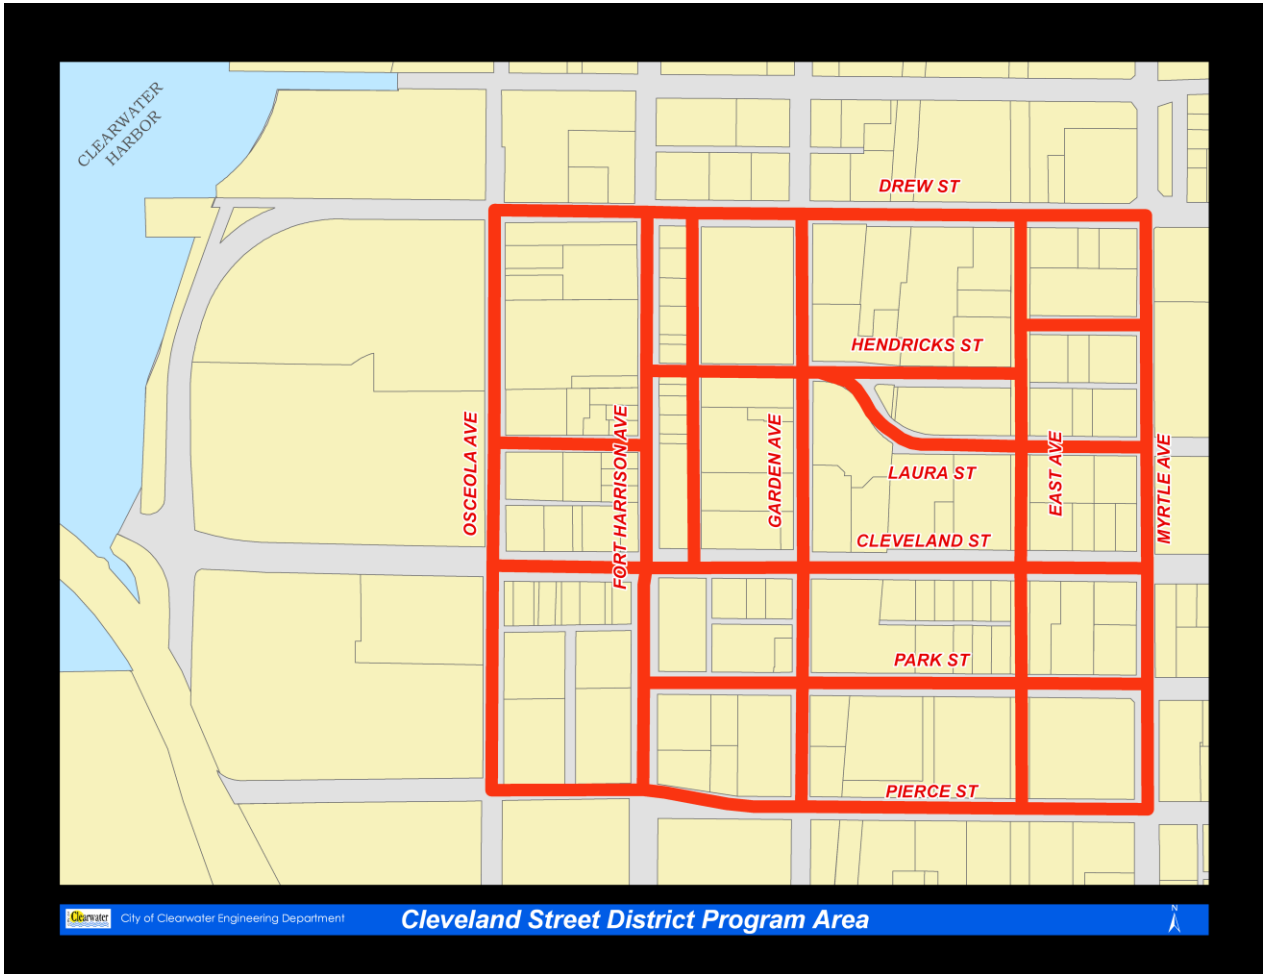 CLEARWATER
HARBOR
DREW ST
HENDRICKS ST
OSCEOLA AVE
FORT HARRISON AVE
GARDEN AVE
LAURA ST
EAST AVE
MYRTLE AVE
CLEVELAND ST
PARK ST
PIERCE ST
Clearwater
City of Clearwater Engineering Department
Cleveland Street District Program Area
N